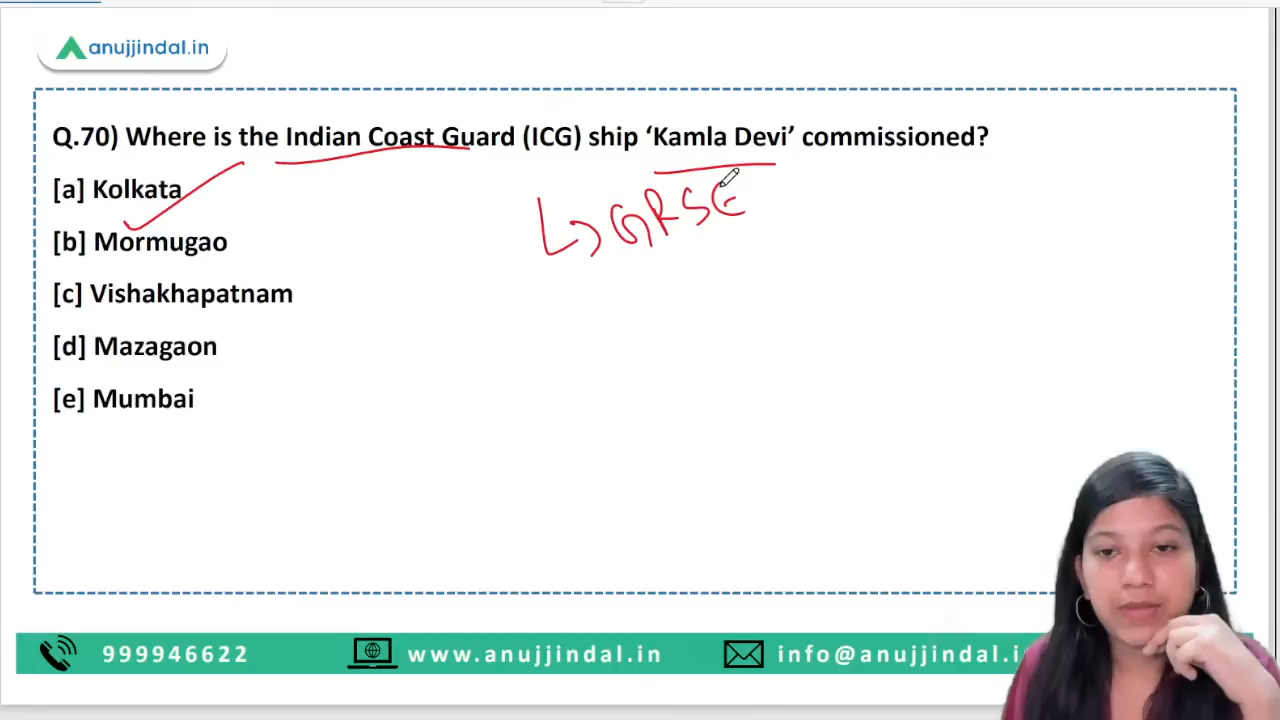 anujjindal.in
Q.70) Where is the Indian Coast Guard (ICG) ship ‘Kamla Devi’ commissioned?
[a] Kolkata
GRSE
[b] Mormugao
[c] Vishakhapatnam
[d] Mazagaon
[e] Mumbai
999946622 www.anujjindal.in info@anujjindal.i